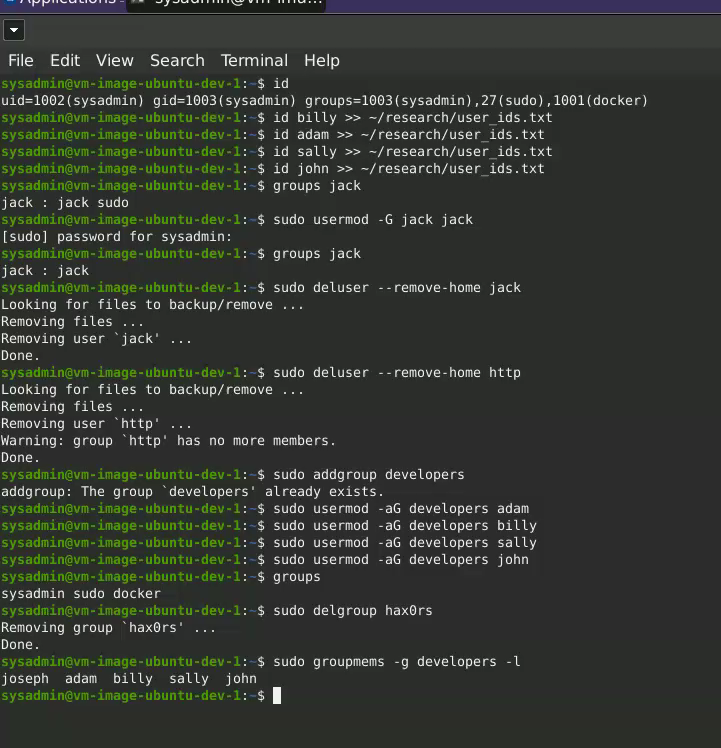 Applications
sysadmin@vm-ima...
File Edit View Search Terminal Help
sysadmin@vm-image-ubuntu-dev-1:~$ id
uid=1002(sysadmin) gid=1003(sysadmin) groups=1003(sysadmin),27(sudo),1001(docker)
sysadmin@vm-image-ubuntu-dev-1:~$ id billy >> ~/research/user_ids.txt
sysadmin@vm-image-ubuntu-dev-1:~$ id adam >> ~/research/user_ids.txt
sysadmin@vm-image-ubuntu-dev-1:~$ id sally >> ~/research/user_ids.txt
sysadmin@vm-image-ubuntu-dev-1:~$ id john >> ~/research/user_ids.txt
sysadmin@vm-image-ubuntu-dev-1:~$ groups jack
jack : jack sudo
sysadmin@vm-image-ubuntu-dev-1:~$ sudo usermod -G jack jack
[sudo] password for sysadmin:
sysadmin@vm-image-ubuntu-dev-1:~$ groups jack
jack : jack
sysadmin@vm-image-ubuntu-dev-1:~$ sudo deluser --remove-home jack
Looking for files to backup/remove ...
Removing files ...
Removing user `jack' ...
Done.
sysadmin@vm-image-ubuntu-dev-1:~$ sudo deluser --remove-home http
Looking for files to backup/remove ...
Removing files ...
Removing user `http' ...
Warning: group `http' has no more members.
Done.
sysadmin@vm-image-ubuntu-dev-1:~$ sudo addgroup developers
addgroup: The group `developers' already exists.
sysadmin@vm-image-ubuntu-dev-1:~$ sudo usermod -aG developers adam
sysadmin@vm-image-ubuntu-dev-1:~$ sudo usermod -aG developers billy
sysadmin@vm-image-ubuntu-dev-1:~$ sudo usermod -aG developers sally
sysadmin@vm-image-ubuntu-dev-1:~$ sudo usermod -aG developers john
sysadmin@vm-image-ubuntu-dev-1:~$ groups
sysadmin sudo docker
sysadmin@vm-image-ubuntu-dev-1:~$ sudo delgroup hax0rs
Removing group `hax0rs' ...
Done.
sysadmin@vm-image-ubuntu-dev-1:~$ sudo groupmems -g developers -l
joseph  adam  billy  sally  john
sysadmin@vm-image-ubuntu-dev-1:~$